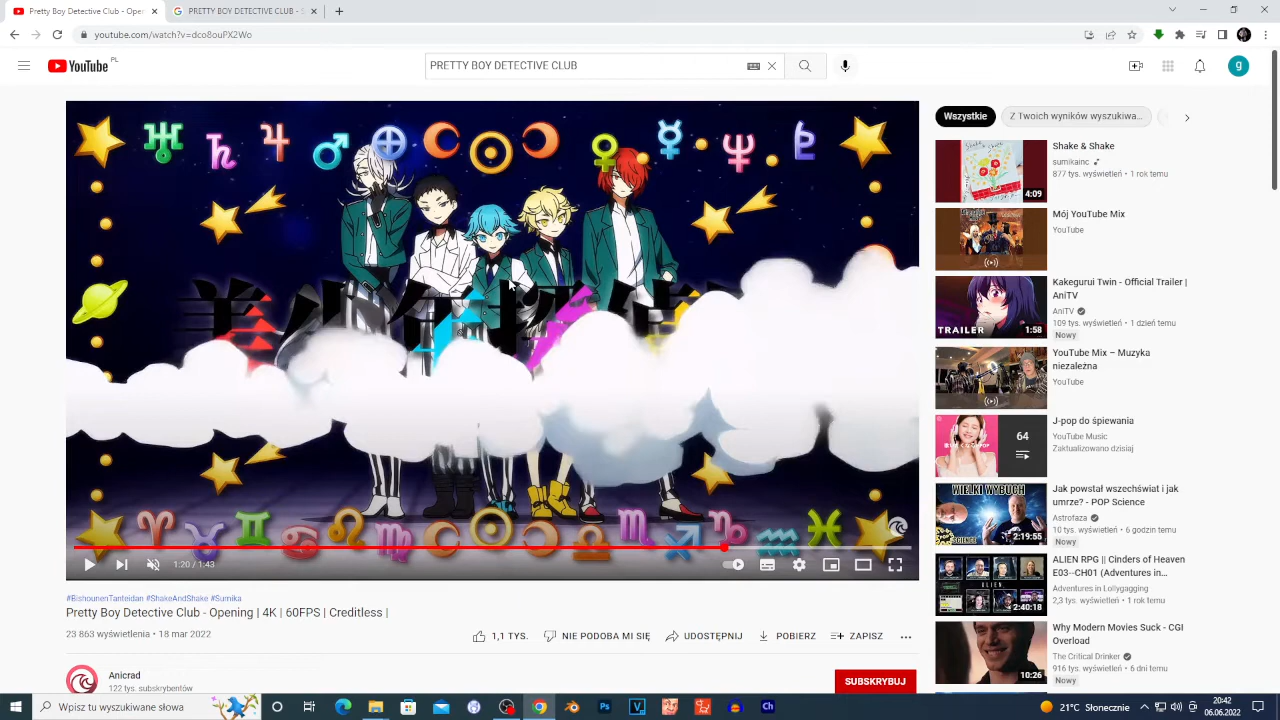 Pretty Boy Detective Club - Open
PRETTY BOY DETECTIVE CLUB - S
youtube.com/watch?v=dco8ouPX2Wo
YouTube PL
PRETTY BOY DETECTIVE CLUB
g
1:20 / 1:43
#BishounenTanteidan #ShakeAndShake #Sumika
Pretty Boy Detective Club - Opening | 4K | 60FPS | Creditless |
23 863 wyświetlenia • 18 mar 2022
1,1 TYS.
NIE PODOBA MI SIĘ
UDOSTĘPNIJ
POBIERZ
ZAPISZ
Anicrad
122 tys. subskrybentów
SUBSKRYBUJ
Wszystkie
Z Twoich wyników wyszukiwa...
4:09
Shake & Shake
sumikainc
877 tys. wyświetleń • 1 rok temu
Mój YouTube Mix
YouTube
TRAILER
1:58
Kakegurui Twin - Official Trailer |
AniTV
AniTV
109 tys. wyświetleń • 1 dzień temu
Nowy
YouTube Mix – Muzyka
niezależna
YouTube
64
J-pop do śpiewania
YouTube Music
Zaktualizowano dzisiaj
WIELKI WYBUCH
SCIENCE
2:19:55
Jak powstał wszechświat i jak
umrze? - POP Science
Astrofaza
10 tys. wyświetleń • 6 godzin temu
Nowy
ALIEN
2:40:18
ALIEN RPG || Cinders of Heaven
E03--CH01 (Adventures in...
Adventures in Lollygagging
2,3 tys. wyświetleń • 1 rok temu
10:26
Why Modern Movies Suck - CGI
Overload
The Critical Drinker
916 tys. wyświetleń • 6 dni temu
Nowy
Wpisz tu wyszukiwane słowa
Ps
Ch
21°C Głównie słon.
20:42
06.06.2022